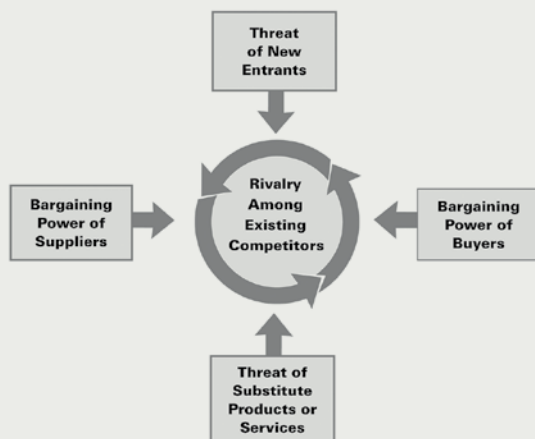 Threat
of New
Entrants
Bargaining
Power of
Suppliers
Rivalry
Among
Existing
Competitors
Bargaining
Power of
Buyers
Threat of
Substitute
Products or
Services